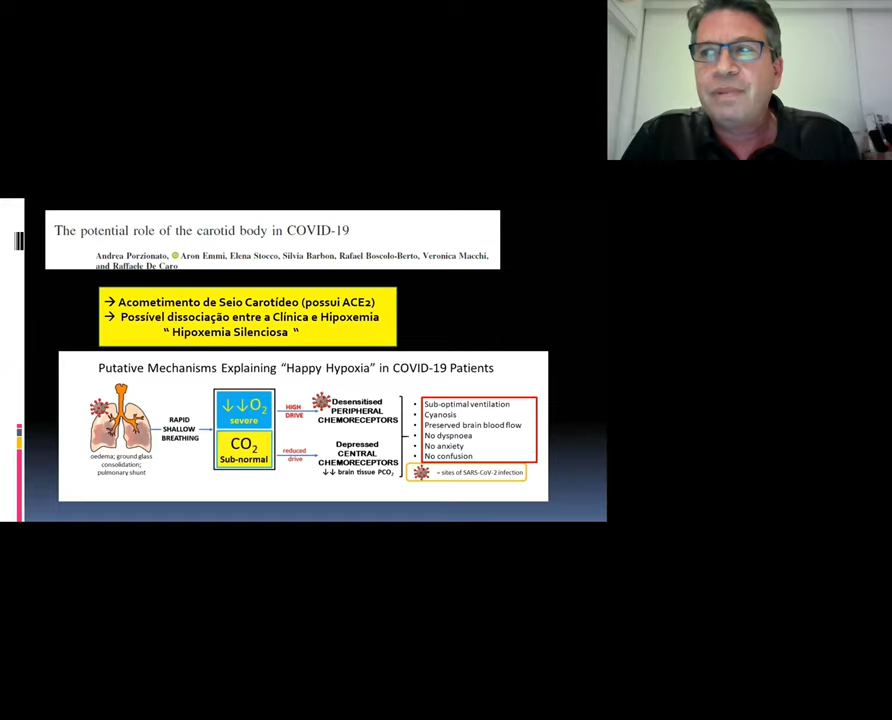 The potential role of the carotid body in COVID-19
Andrea Porzionato, Aron Emmi, Elena Stocco, Silvia Barbon, Rafael Boscolo-Berto, Veronica Macchi,
and Raffaele De Caro
→ Acometimento de Seio Carotídeo (possui ACE2)
→ Possível dissociação entre a Clínica e Hipoxemia
“ Hipoxemia Silenciosa “
Putative Mechanisms Explaining “Happy Hypoxia” in COVID-19 Patients
oedema; ground glass
consolidation;
pulmonary shunt
RAPID
SHALLOW
BREATHING
↓↓O₂
severe
CO₂
Sub-normal
HIGH
DRIVE
reduced
drive
Desensitised
PERIPHERAL
CHEMORECEPTORS
Depressed
CENTRAL
CHEMORECEPTORS
↓↓ brain tissue PCO₂
• Sub-optimal ventilation
• Cyanosis
• Preserved brain blood flow
• No dyspnoea
• No anxiety
• No confusion
= sites of SARS-CoV-2 infection